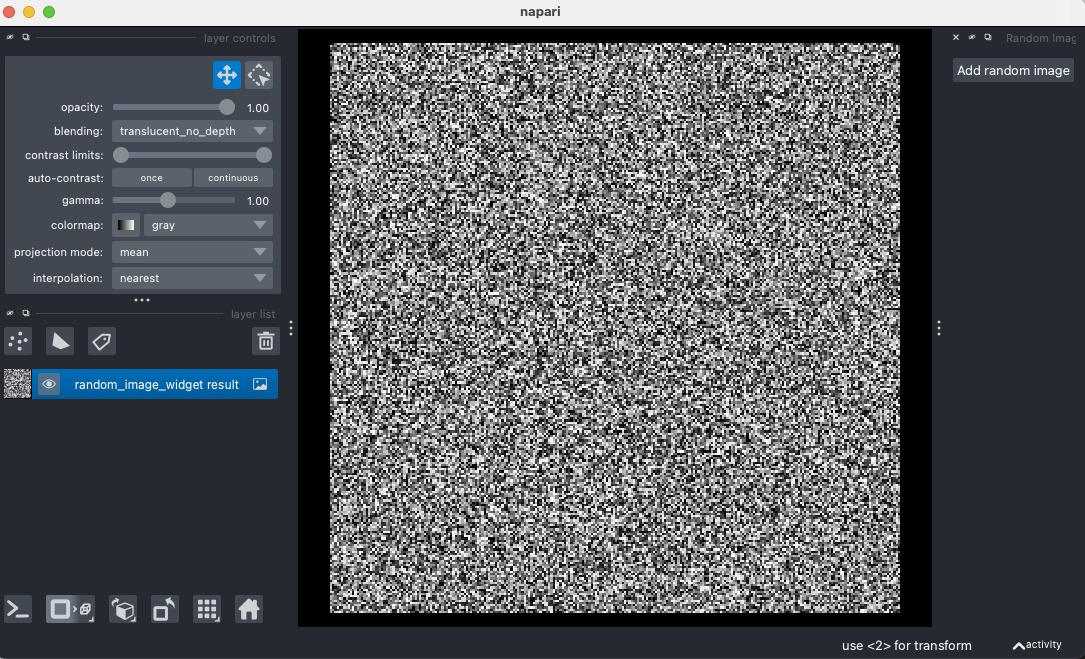 napari
layer controls
opacity: 1.00
blending: translucent_no_depth
contrast limits:
auto-contrast: once continuous
gamma: 1.00
colormap: gray
projection mode: mean
interpolation: nearest
layer list
random_image_widget result
Random Imag
Add random image
use <2> for transform
activity